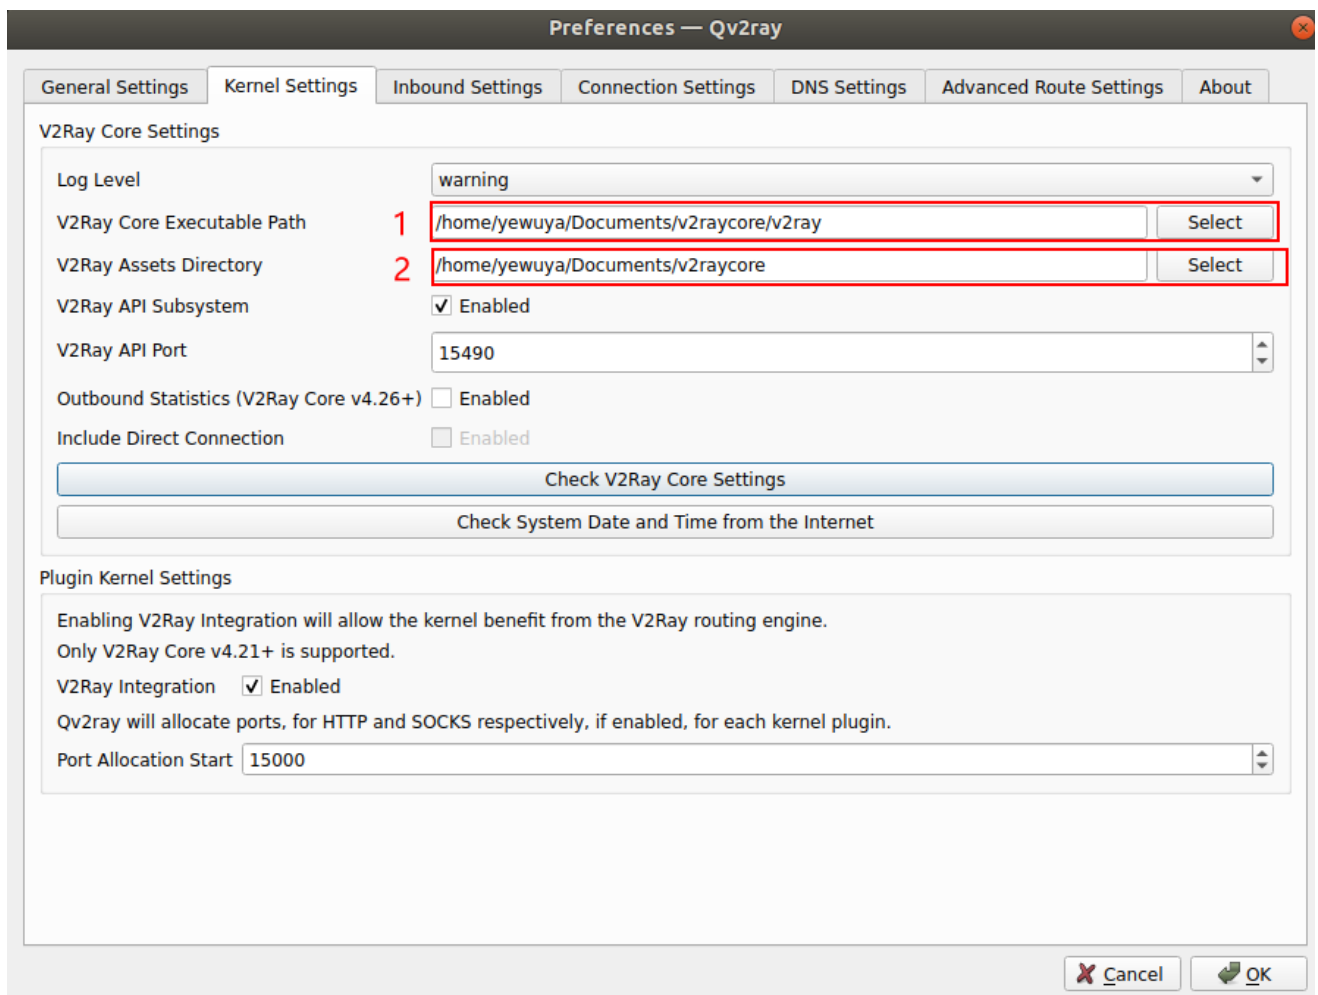 Preferences — Qv2ray
General Settings Kernel Settings Inbound Settings Connection Settings DNS Settings Advanced Route Settings About
V2Ray Core Settings
Log Level warning
V2Ray Core Executable Path 1 /home/yewuya/Documents/v2raycore/v2ray Select
V2Ray Assets Directory 2 /home/yewuya/Documents/v2raycore Select
V2Ray API Subsystem Enabled
V2Ray API Port 15490
Outbound Statistics (V2Ray Core v4.26+) Enabled
Include Direct Connection Enabled
Check V2Ray Core Settings
Check System Date and Time from the Internet
Plugin Kernel Settings
Enabling V2Ray Integration will allow the kernel benefit from the V2Ray routing engine.
Only V2Ray Core v4.21+ is supported.
V2Ray Integration Enabled
Qv2ray will allocate ports, for HTTP and SOCKS respectively, if enabled, for each kernel plugin.
Port Allocation Start 15000
Cancel OK